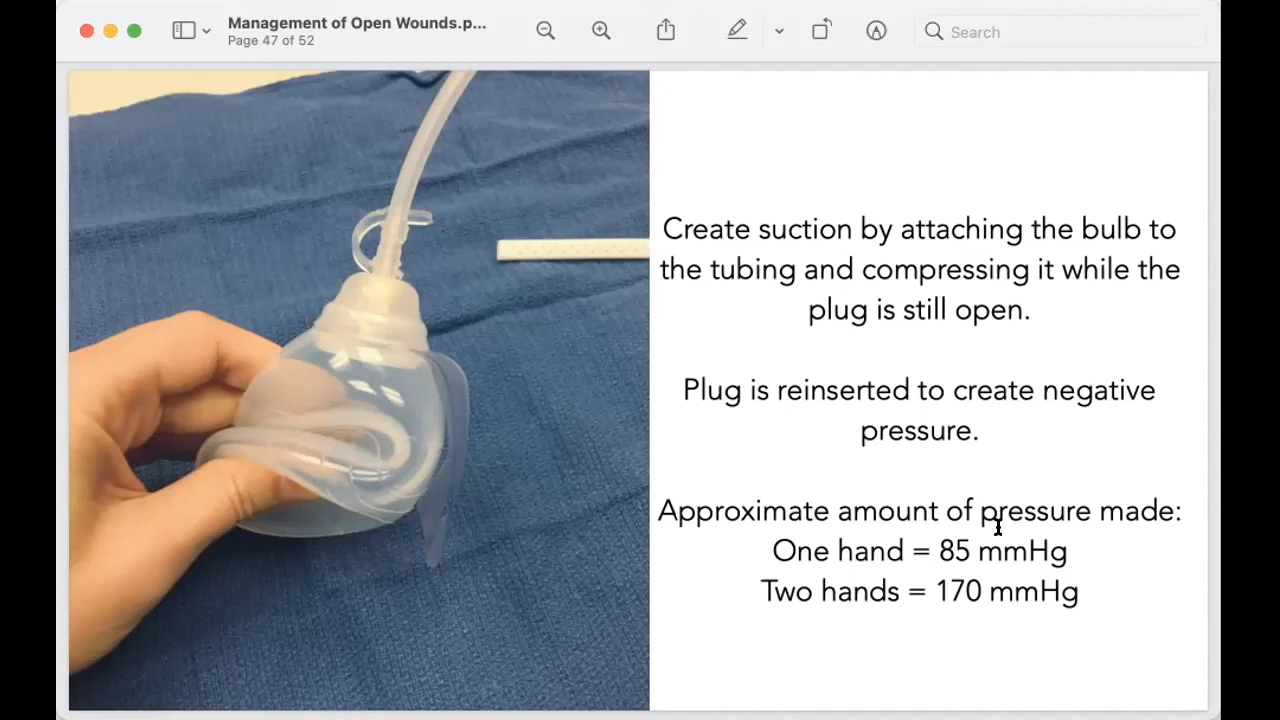 Management of Open Wounds.p...
Page 47 of 52
Search
Create suction by attaching the bulb to
the tubing and compressing it while the
plug is still open.
Plug is reinserted to create negative
pressure.
Approximate amount of pressure made:
One hand = 85 mmHg
Two hands = 170 mmHg